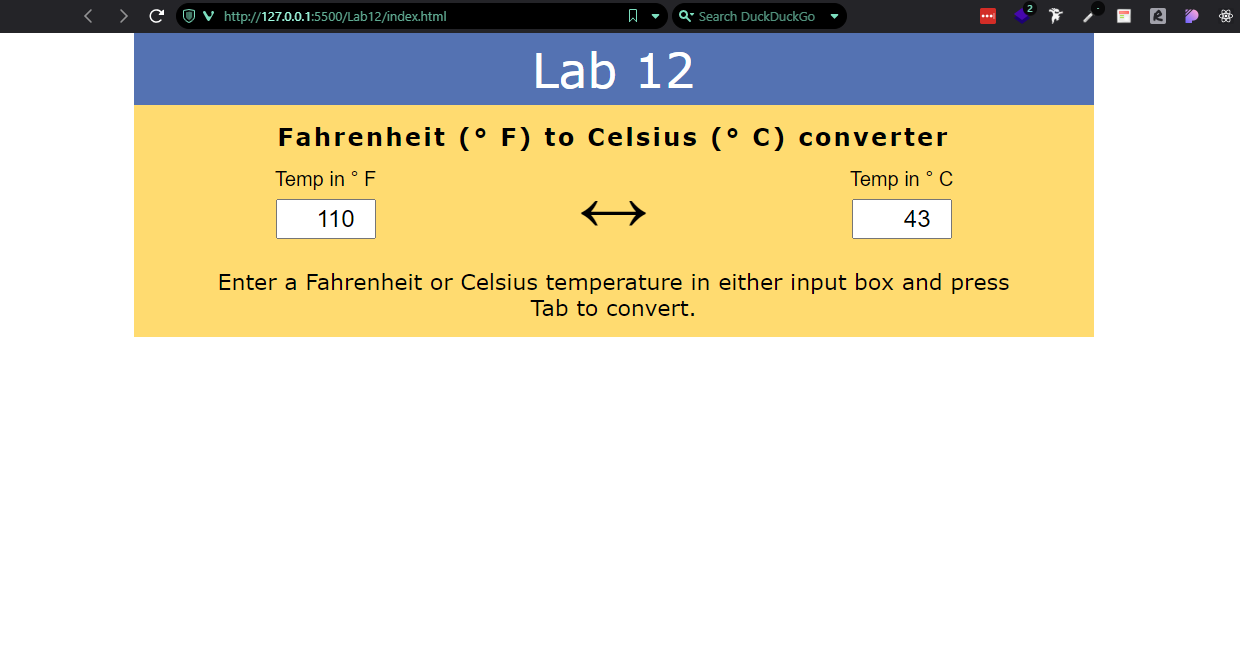 http://127.0.0.1:5500/Lab12/index.html Search DuckDuckGo 2
Lab 12
Fahrenheit (° F) to Celsius (° C) converter
Temp in ° F Temp in ° C
110 43
Enter a Fahrenheit or Celsius temperature in either input box and press
Tab to convert.